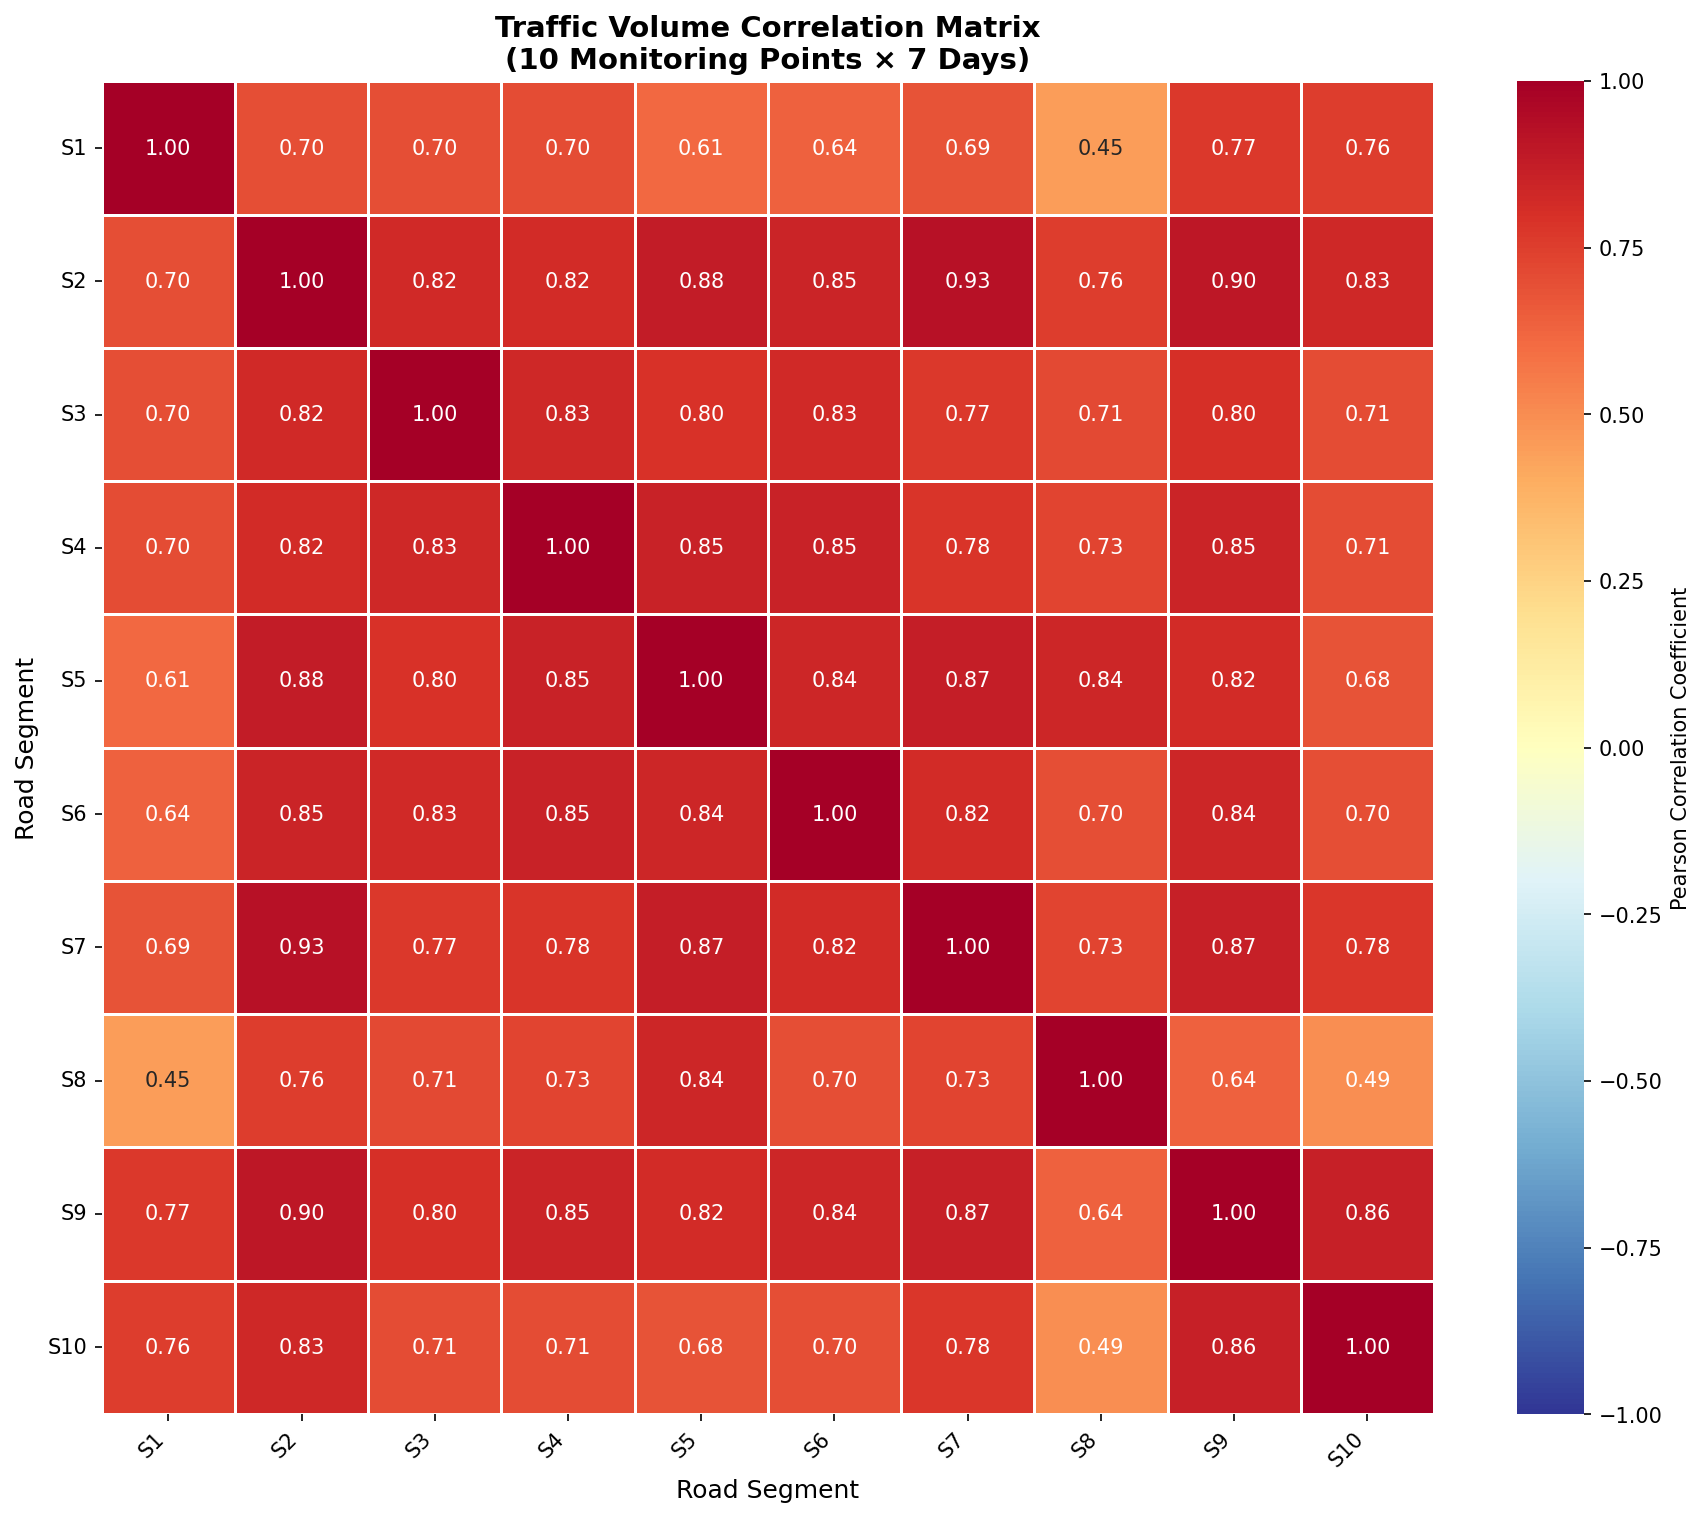 Traffic Volume Correlation Matrix
(10 Monitoring Points × 7 Days)
S1 1.00 0.70 0.70 0.70 0.61 0.64 0.69 0.45 0.77 0.76
S2 0.70 1.00 0.82 0.82 0.88 0.85 0.93 0.76 0.90 0.83
S3 0.70 0.82 1.00 0.83 0.80 0.83 0.77 0.71 0.80 0.71
S4 0.70 0.82 0.83 1.00 0.85 0.85 0.78 0.73 0.85 0.71
S5 0.61 0.88 0.80 0.85 1.00 0.84 0.87 0.84 0.82 0.68
S6 0.64 0.85 0.83 0.85 0.84 1.00 0.82 0.70 0.84 0.70
S7 0.69 0.93 0.77 0.78 0.87 0.82 1.00 0.73 0.87 0.78
S8 0.45 0.76 0.71 0.73 0.84 0.70 0.73 1.00 0.64 0.49
S9 0.77 0.90 0.80 0.85 0.82 0.84 0.87 0.64 1.00 0.86
S10 0.76 0.83 0.71 0.71 0.68 0.70 0.78 0.49 0.86 1.00
S1 S2 S3 S4 S5 S6 S7 S8 S9 S10
Road Segment
Road Segment
1.00
0.75
0.50
0.25
0.00
−0.25
−0.50
−0.75
−1.00
Pearson Correlation Coefficient